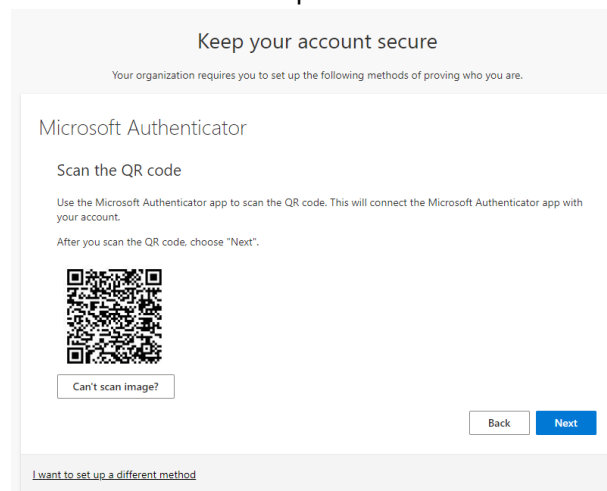 Keep your account secure
Your organization requires you to set up the following methods of proving who you are.
Microsoft Authenticator
Scan the QR code
Use the Microsoft Authenticator app to scan the QR code. This will connect the Microsoft Authenticator app with
your account.
After you scan the QR code, choose "Next".
Can't scan image?
Back Next
I want to set up a different method